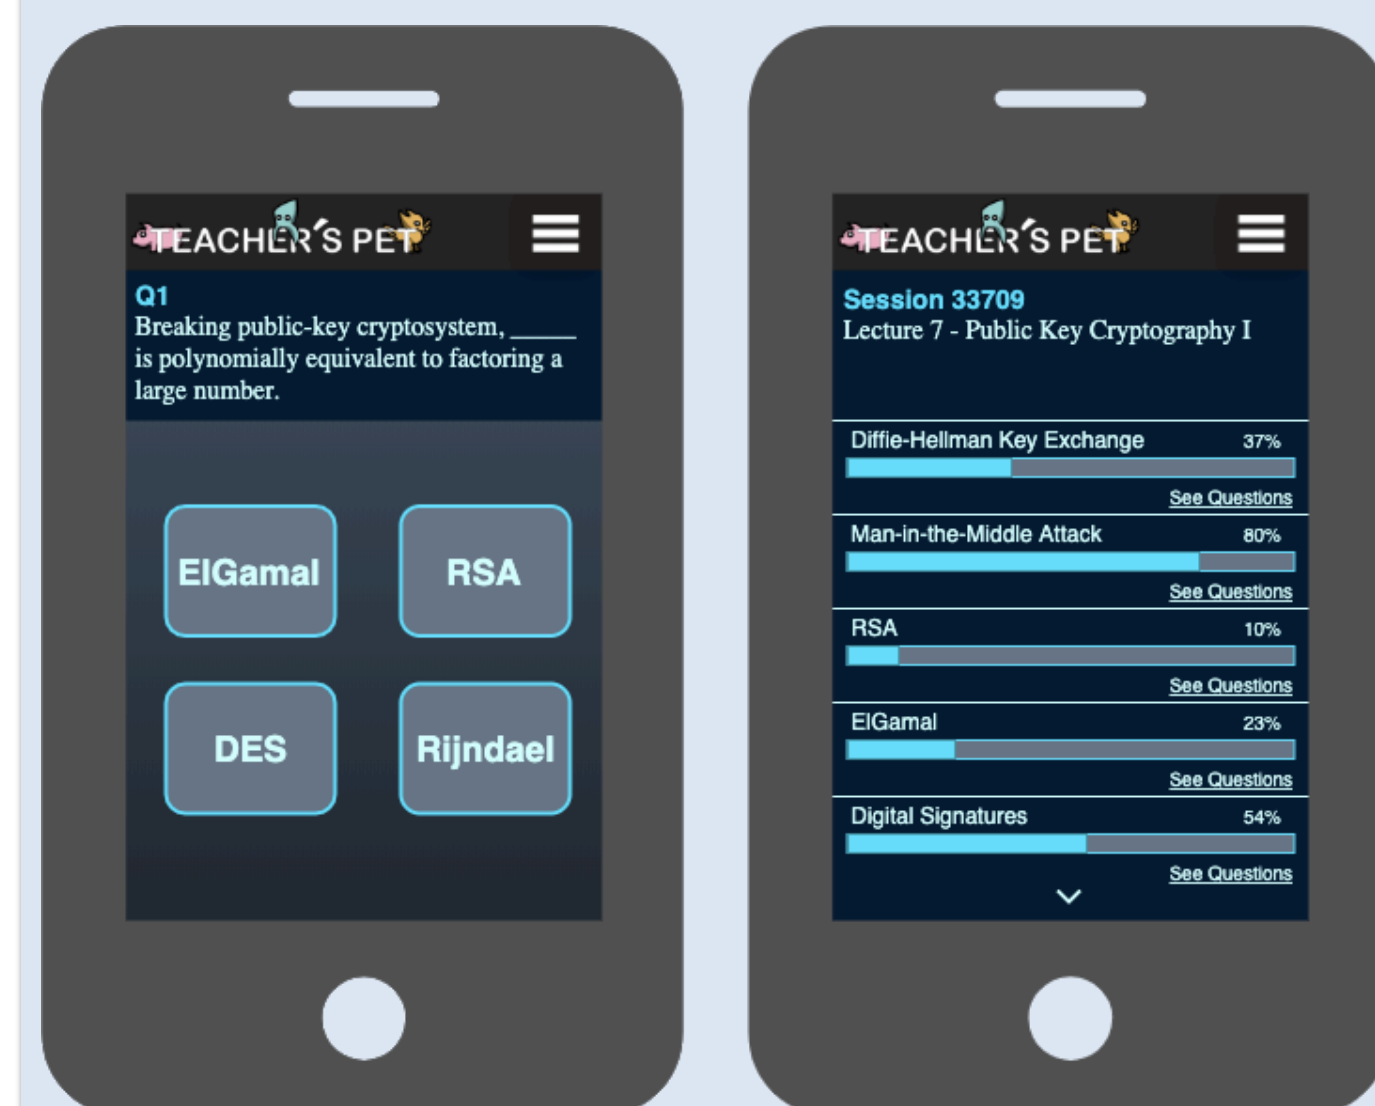 TEACHER'S PET
Q1
Breaking public-key cryptosystem, _____
is polynomially equivalent to factoring a
large number.
ElGamal
RSA
DES
Rijndael
TEACHER'S PET
Session 33709
Lecture 7 - Public Key Cryptography I
Diffie-Hellman Key Exchange 37%
See Questions
Man-in-the-Middle Attack 80%
See Questions
RSA 10%
See Questions
ElGamal 23%
See Questions
Digital Signatures 54%
See Questions